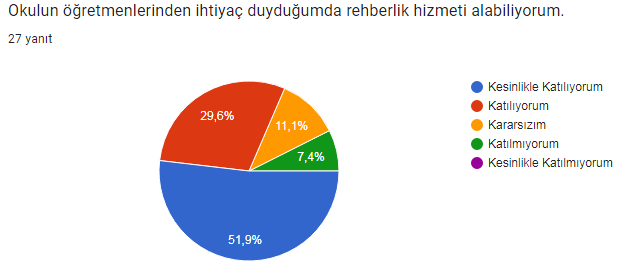 Okulun öğretmenlerinden ihtiyaç duyduğumda rehberlik hizmeti alabiliyorum.
27 yanıt
29,6%
11,1%
7,4%
51,9%
Kesinlikle Katılıyorum
Katılıyorum
Kararsızım
Katılmıyorum
Kesinlikle Katılmıyorum